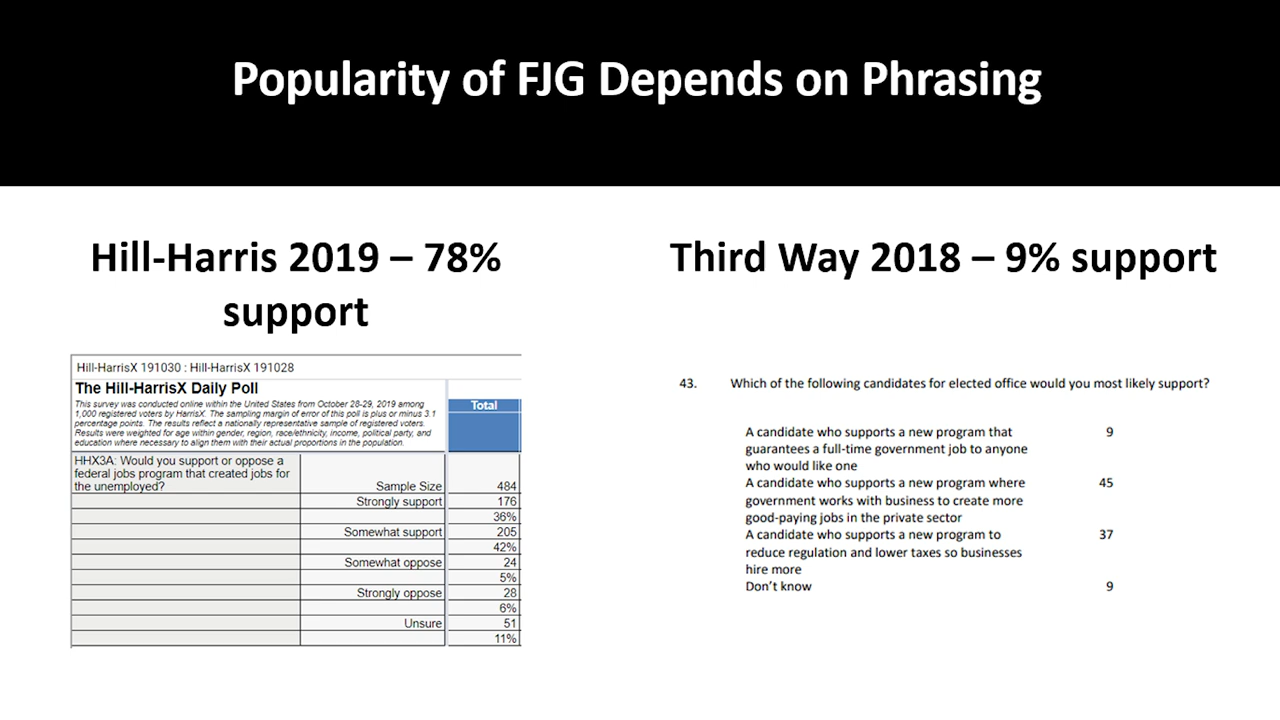 Popularity of FJG Depends on Phrasing
Hill-Harris 2019 – 78%
support
Hill-HarrisX 191030 : Hill-HarrisX 191028
The Hill-HarrisX Daily Poll
This survey was conducted online within the United States from October 28-29, 2019 among
1,000 registered voters by HarrisX. The sampling margin of error of this poll is plus or minus 3.1
percentage points. The results reflect a nationally representative sample of registered voters.
Results were weighted for age within gender, region, race/ethnicity, income, political party, and
education where necessary to align them with their actual proportions in the population.
Total
HHX3A: Would you support or oppose a
federal jobs program that created jobs for
the unemployed?
Sample Size 484
Strongly support 176
36%
Somewhat support 205
42%
Somewhat oppose 24
5%
Strongly oppose 28
6%
Unsure 51
11%
Third Way 2018 – 9% support
43. Which of the following candidates for elected office would you most likely support?
A candidate who supports a new program that 9
guarantees a full-time government job to anyone
who would like one
A candidate who supports a new program where 45
government works with business to create more
good-paying jobs in the private sector
A candidate who supports a new program to 37
reduce regulation and lower taxes so businesses
hire more
Don't know 9